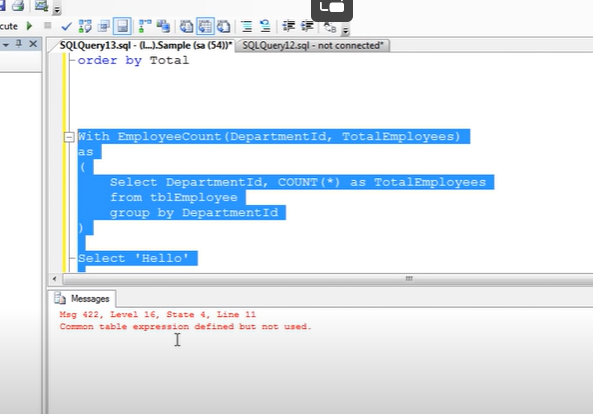 cute
SQLQuery13.sql - (l...).Sample (sa (54))* SQLQuery12.sql - not connected*
order by Total
With EmployeeCount(DepartmentId, TotalEmployees)
as
(
Select DepartmentId, COUNT(*) as TotalEmployees
from tblEmployee
group by DepartmentId
)
Select 'Hello'
Messages
Msg 422, Level 16, State 4, Line 11
Common table expression defined but not used.